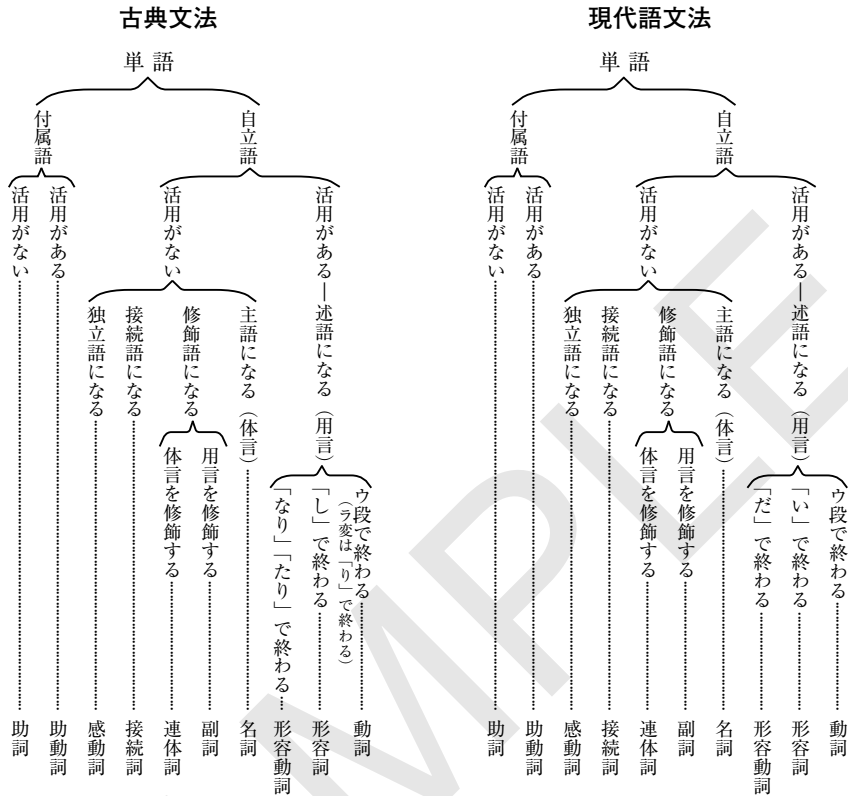 古典文法
単語
自立語
付属語
活用がある―述語になる（用言）
活用がない
活用がある
活用がない
ウ段で終わる
（ラ変は「り」で終わる）
「し」で終わる
「なり」「たり」で終わる
主語になる（体言）
修飾語になる
用言を修飾する
体言を修飾する
接続語になる
独立語になる
動詞
形容詞
形容動詞
名詞
副詞
連体詞
接続詞
感動詞
助動詞
助詞
現代語文法
単語
自立語
付属語
活用がある―述語になる（用言）
活用がない
活用がある
活用がない
ウ段で終わる
「い」で終わる
「だ」で終わる
主語になる（体言）
修飾語になる
用言を修飾する
体言を修飾する
接続語になる
独立語になる
動詞
形容詞
形容動詞
名詞
副詞
連体詞
接続詞
感動詞
助動詞
助詞